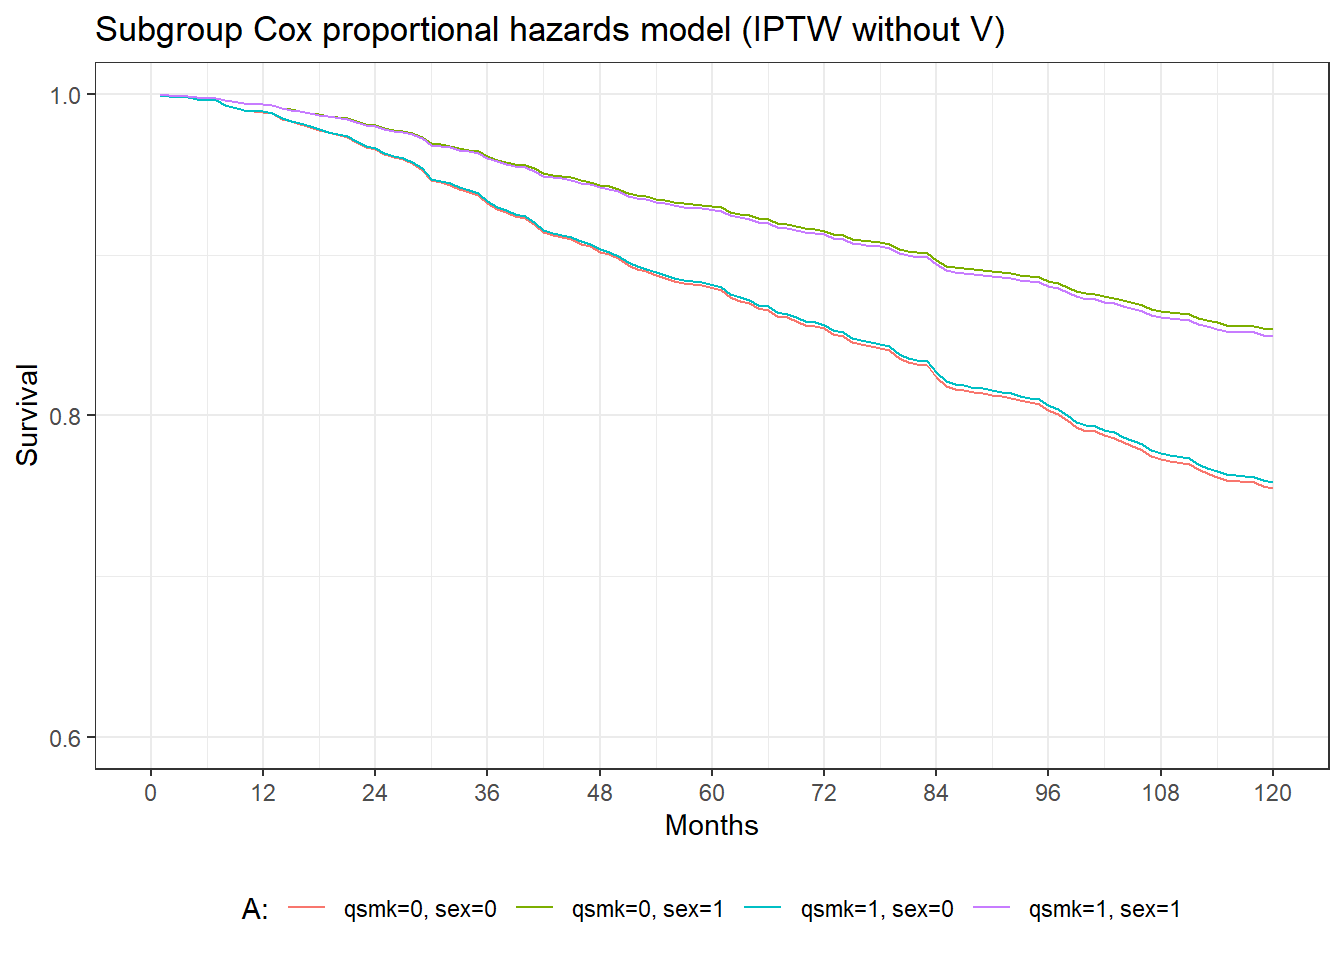 Subgroup Cox proportional hazards model (IPTW without V)
1.0
0.8
0.6
Survival
0 12 24 36 48 60 72 84 96 108 120
Months
A: qsmk=0, sex=0 qsmk=0, sex=1 qsmk=1, sex=0 qsmk=1, sex=1